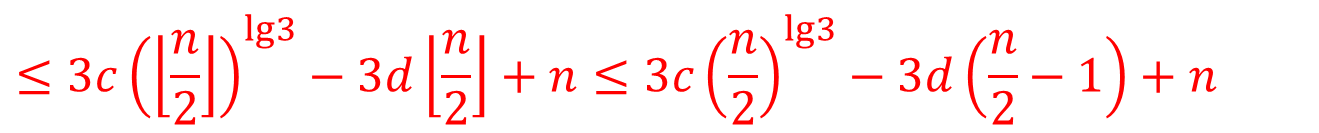 ≤ 3c (⌊n/2⌋)^lg3 − 3d ⌊n/2⌋ + n ≤ 3c (n/2)^lg3 − 3d (n/2 − 1) + n